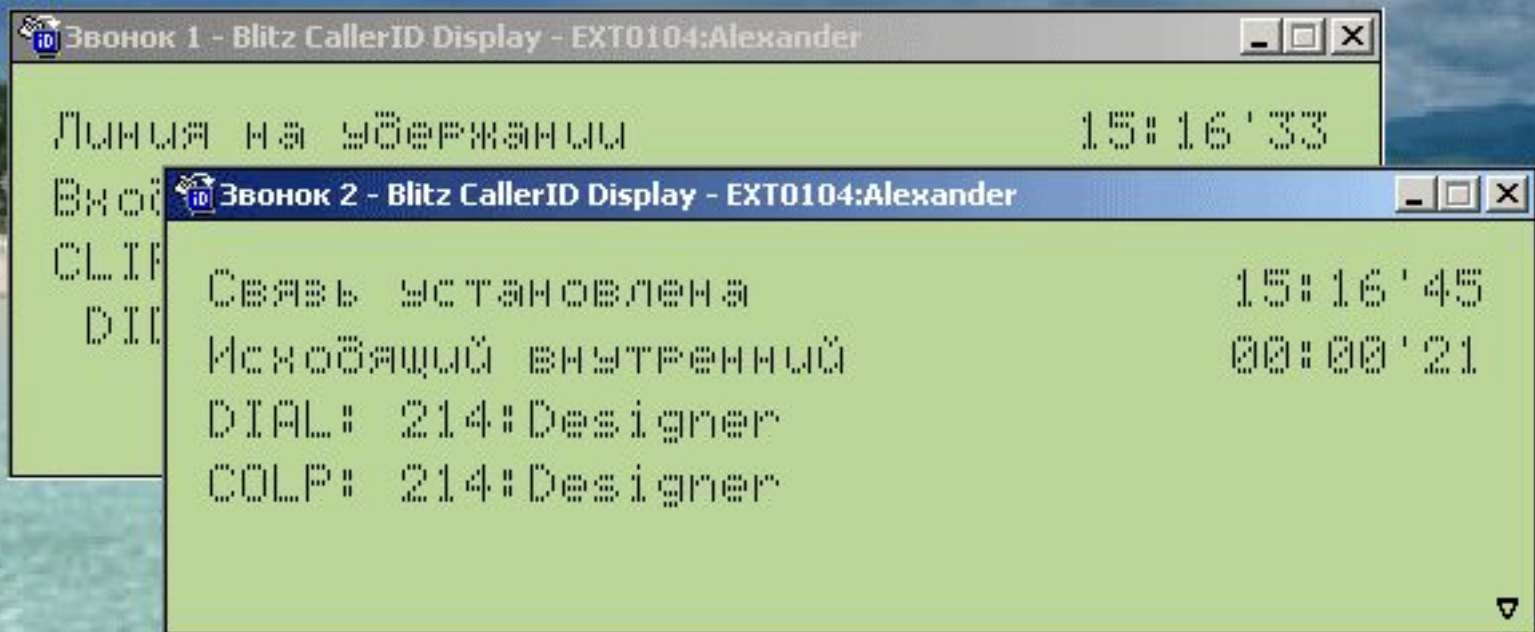 Звонок 1 - Blitz CallerID Display - EXT0104:Alexander
Линия на удержании 15:16'33
Звонок 2 - Blitz CallerID Display - EXT0104:Alexander
Связь установлена 15:16'45
Исходящий внутренний 00:00'21
DIAL: 214:Designer
COLP: 214:Designer